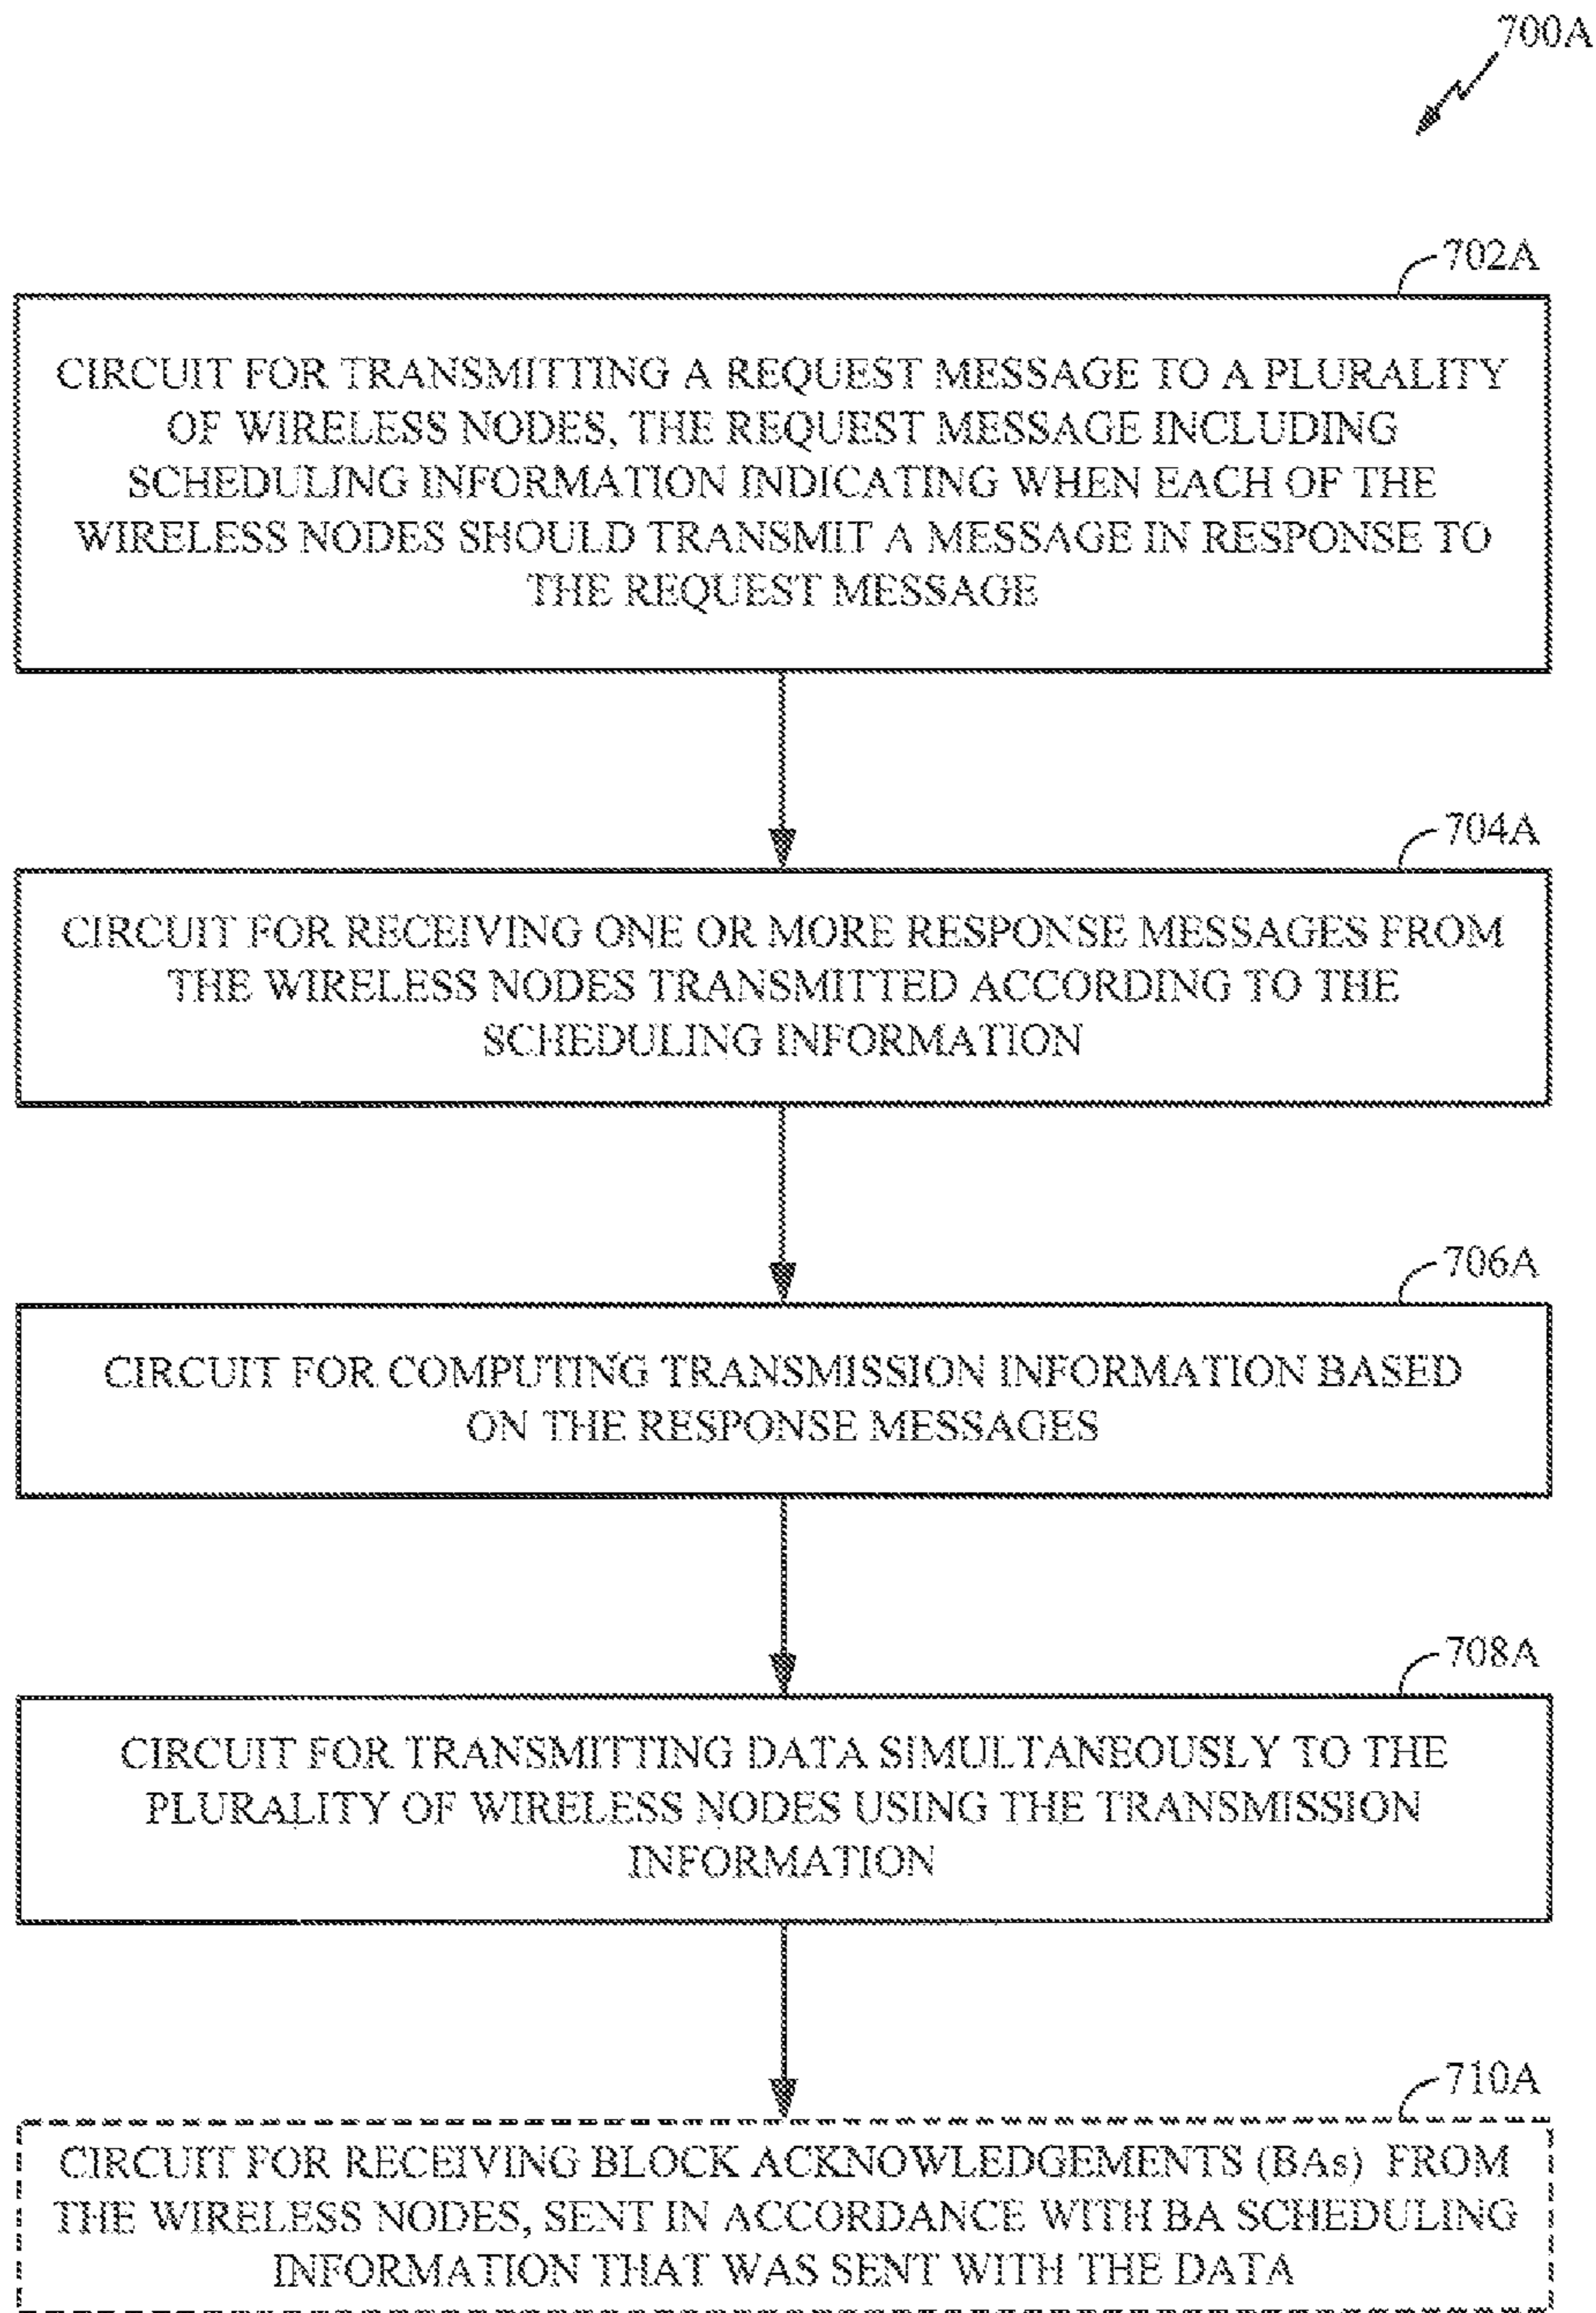 700A
702A
CIRCUIT FOR TRANSMITTING A REQUEST MESSAGE TO A PLURALITY
OF WIRELESS NODES, THE REQUEST MESSAGE INCLUDING
SCHEDULING INFORMATION INDICATING WHEN EACH OF THE
WIRELESS NODES SHOULD TRANSMIT A MESSAGE IN RESPONSE TO
THE REQUEST MESSAGE
704A
CIRCUIT FOR RECEIVING ONE OR MORE RESPONSE MESSAGES FROM
THE WIRELESS NODES TRANSMITTED ACCORDING TO THE
SCHEDULING INFORMATION
706A
CIRCUIT FOR COMPUTING TRANSMISSION INFORMATION BASED
ON THE RESPONSE MESSAGES
708A
CIRCUIT FOR TRANSMITTING DATA SIMULTANEOUSLY TO THE
PLURALITY OF WIRELESS NODES USING THE TRANSMISSION
INFORMATION
710A
CIRCUIT FOR RECEIVING BLOCK ACKNOWLEDGEMENTS (BAs) FROM
THE WIRELESS NODES, SENT IN ACCORDANCE WITH BA SCHEDULING
INFORMATION THAT WAS SENT WITH THE DATA